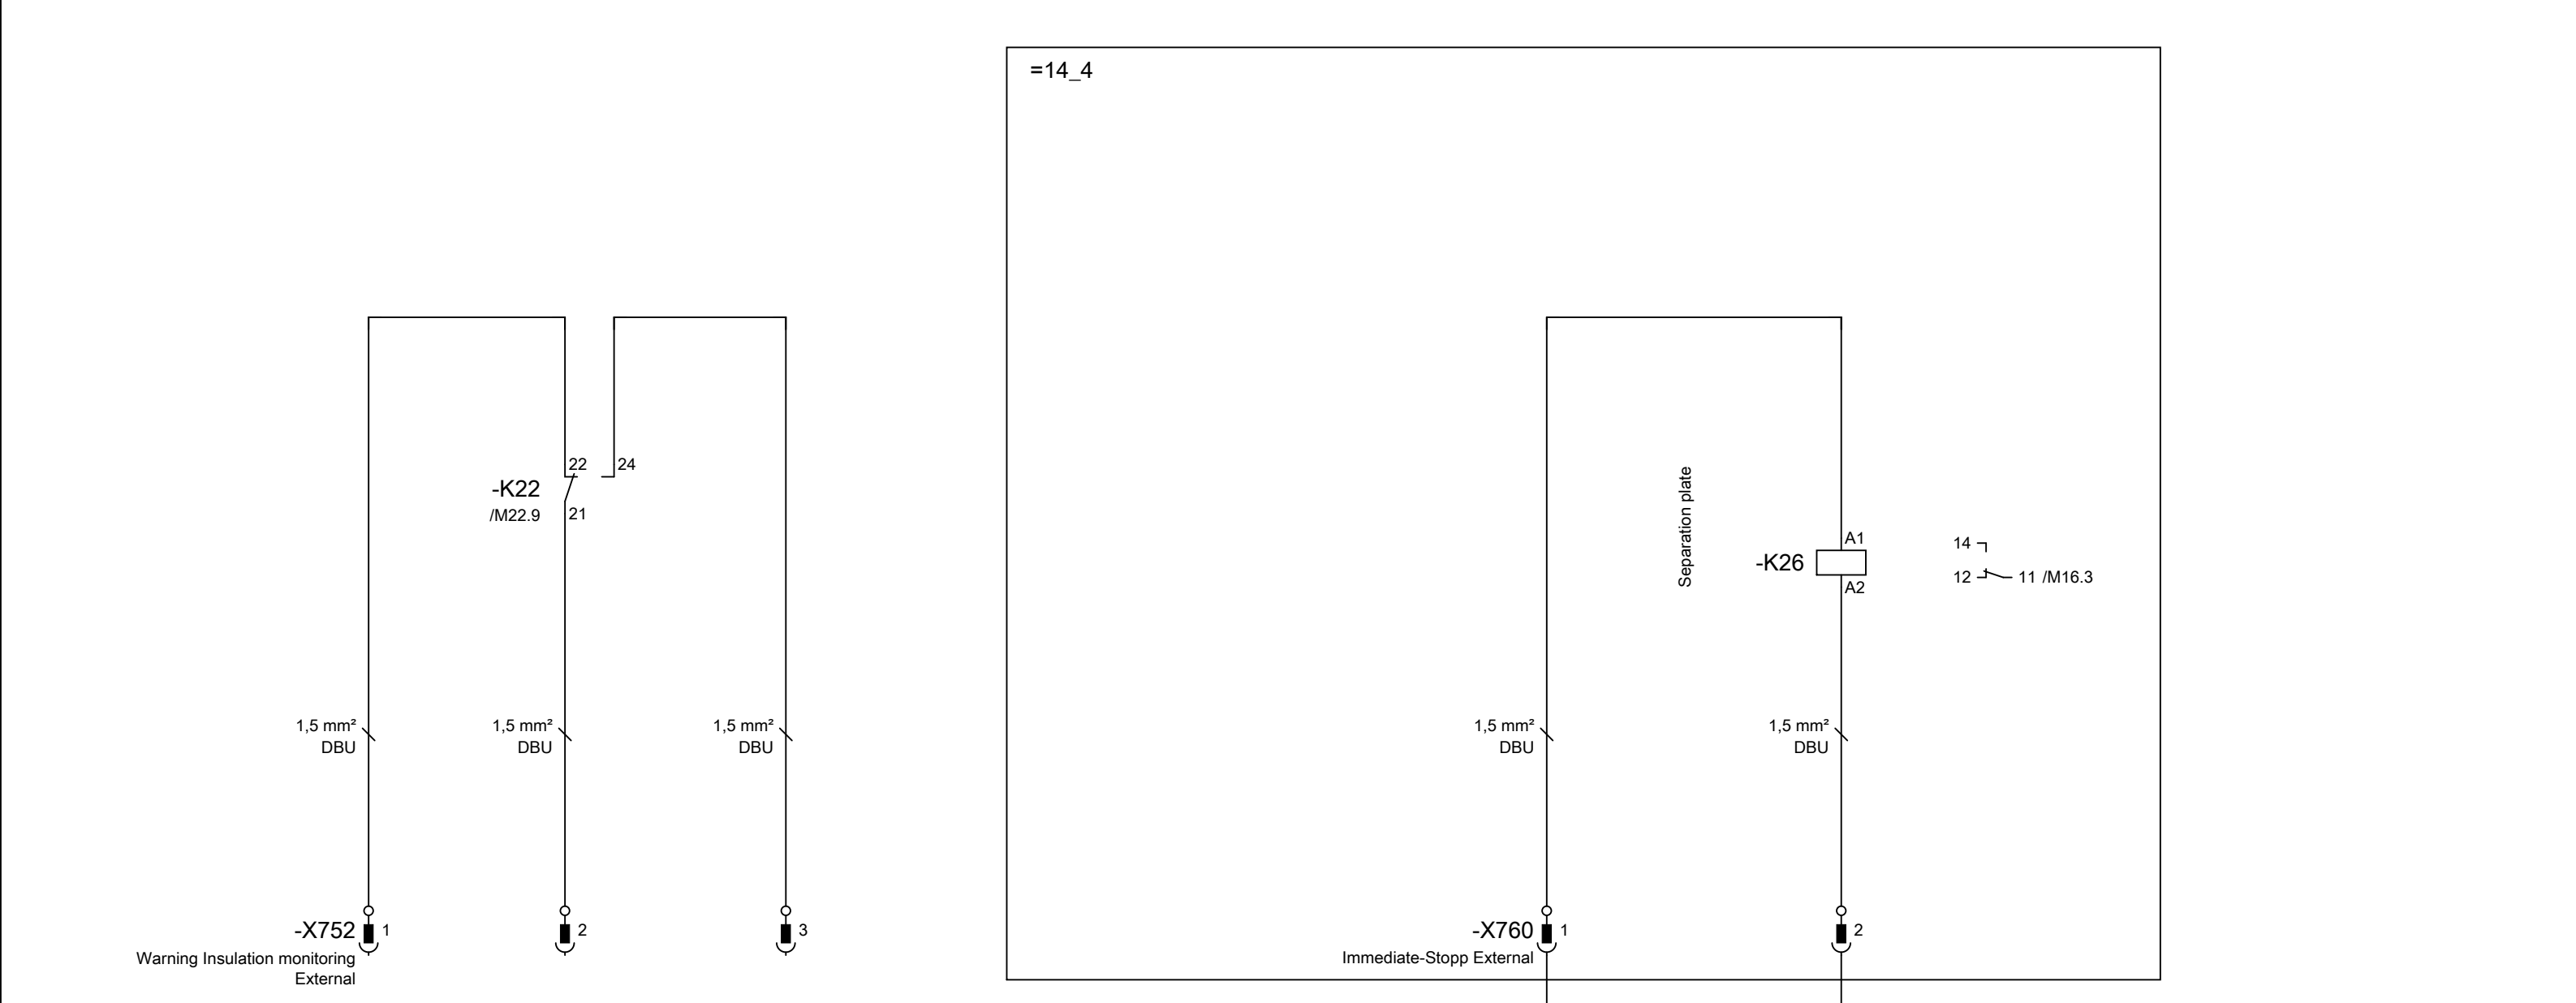 =14_4
22
24
-K22
/M22.9
21
Separation plate
A1
-K26
A2
14
12
11 /M16.3
1,5 mm²
DBU
1,5 mm²
DBU
1,5 mm²
DBU
1,5 mm²
DBU
1,5 mm²
DBU
-X752
1
2
3
Warning Insulation monitoring
External
-X760
1
2
Immediate-Stopp External